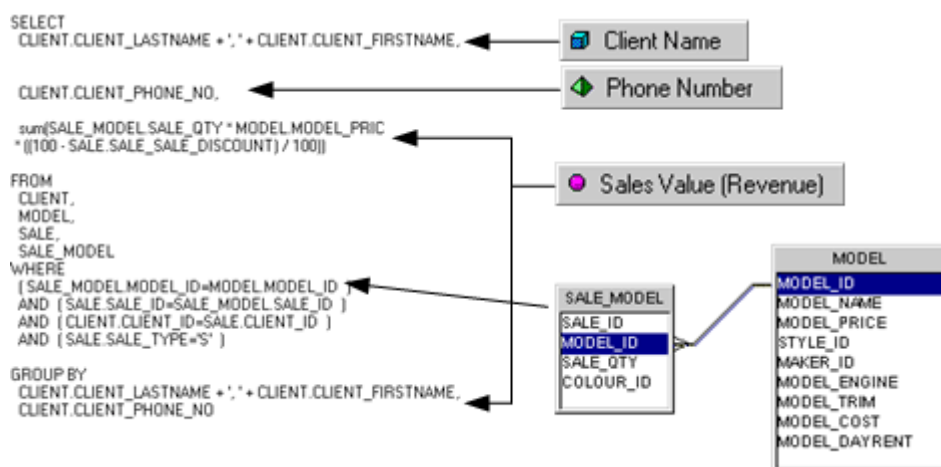 SELECT
CLIENT.CLIENT_LASTNAME + ', ' + CLIENT.CLIENT_FIRSTNAME,
Client Name
CLIENT.CLIENT_PHONE_NO,
Phone Number
sum(SALE_MODEL.SALE_QTY * MODEL.MODEL_PRIC
* ((100 - SALE.SALE_SALE_DISCOUNT) / 100))
Sales Value (Revenue)
FROM
CLIENT,
MODEL,
SALE,
SALE_MODEL
WHERE
( SALE_MODEL.MODEL_ID=MODEL.MODEL_ID
AND ( SALE.SALE_ID=SALE_MODEL.SALE_ID )
AND ( CLIENT.CLIENT_ID=SALE.CLIENT_ID )
AND ( SALE.SALE_TYPE='S' )
GROUP BY
CLIENT.CLIENT_LASTNAME + ', ' + CLIENT.CLIENT_FIRSTNAME,
CLIENT.CLIENT_PHONE_NO
SALE_MODEL
SALE_ID
MODEL_ID
SALE_QTY
COLOUR_ID
MODEL
MODEL_ID
MODEL_NAME
MODEL_PRICE
STYLE_ID
MAKER_ID
MODEL_ENGINE
MODEL_TRIM
MODEL_COST
MODEL_DAYRENT